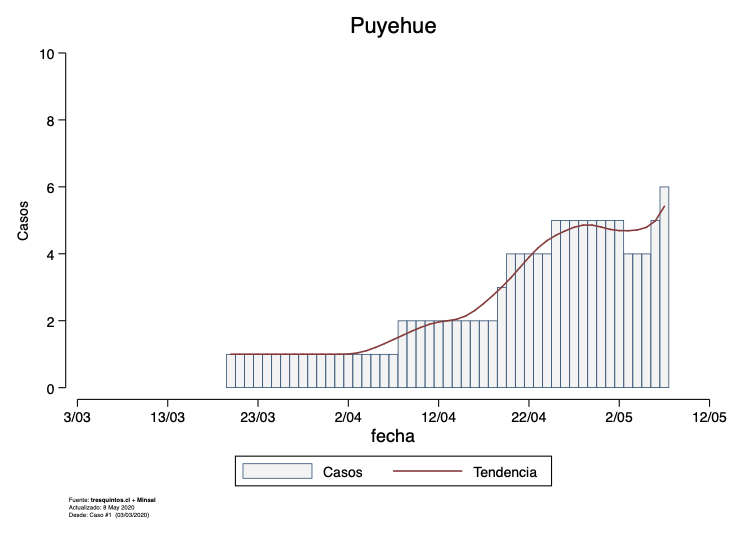 Puyehue
10
8
6
4
2
0
Casos
3/03 13/03 23/03 2/04 12/04 22/04 2/05 12/05
fecha
Casos Tendencia
Fuente: tresquintos.cl + Minsal
Actualizado: 8 May 2020
Desde: Caso #1 (03/03/2020)